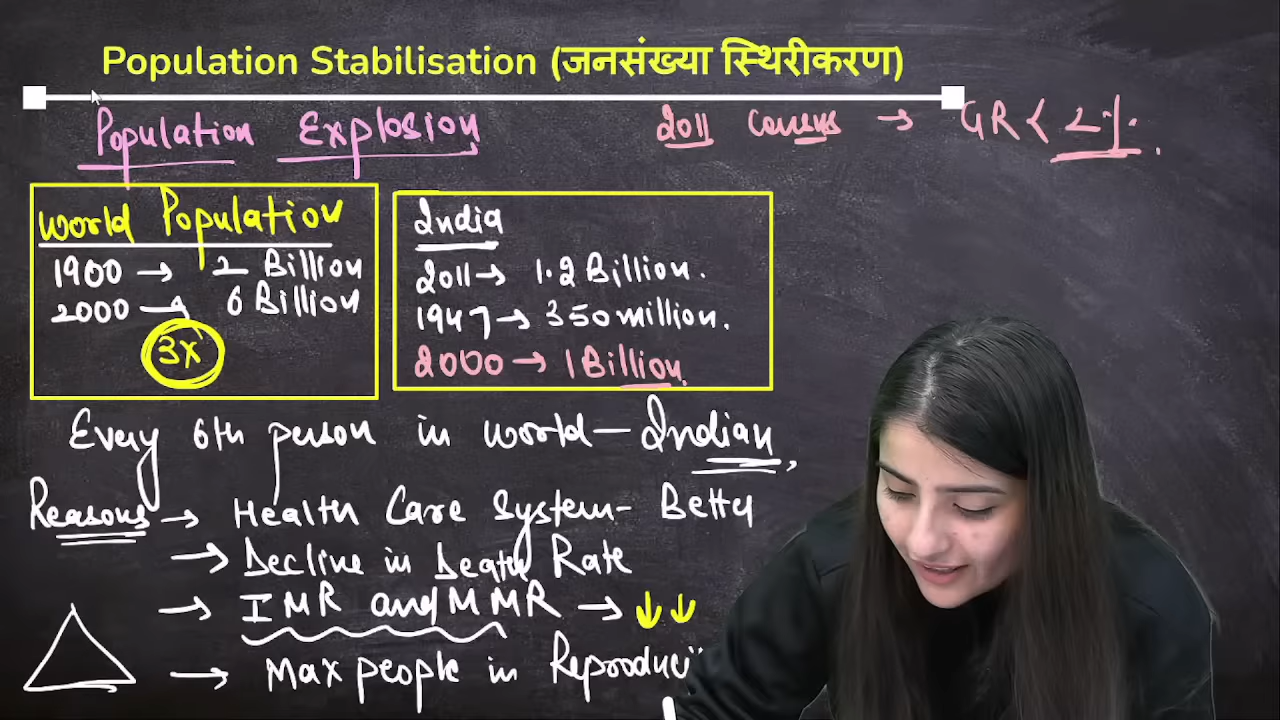 Population Stabilisation (जनसंख्या स्थिरीकरण)
Population Explosion
2011 Census → GR < 2%.
World Population
1900 → 2 Billion
2000 → 6 Billion
3x
India
2011 → 1.2 Billion.
1947 → 350 million.
2000 → 1 Billion.
Every 6th person in world - Indian,
Reasons → Health Care System -
→ Decline in Death Rate
→ IMR and MMR → ↓↓
→ Max people in